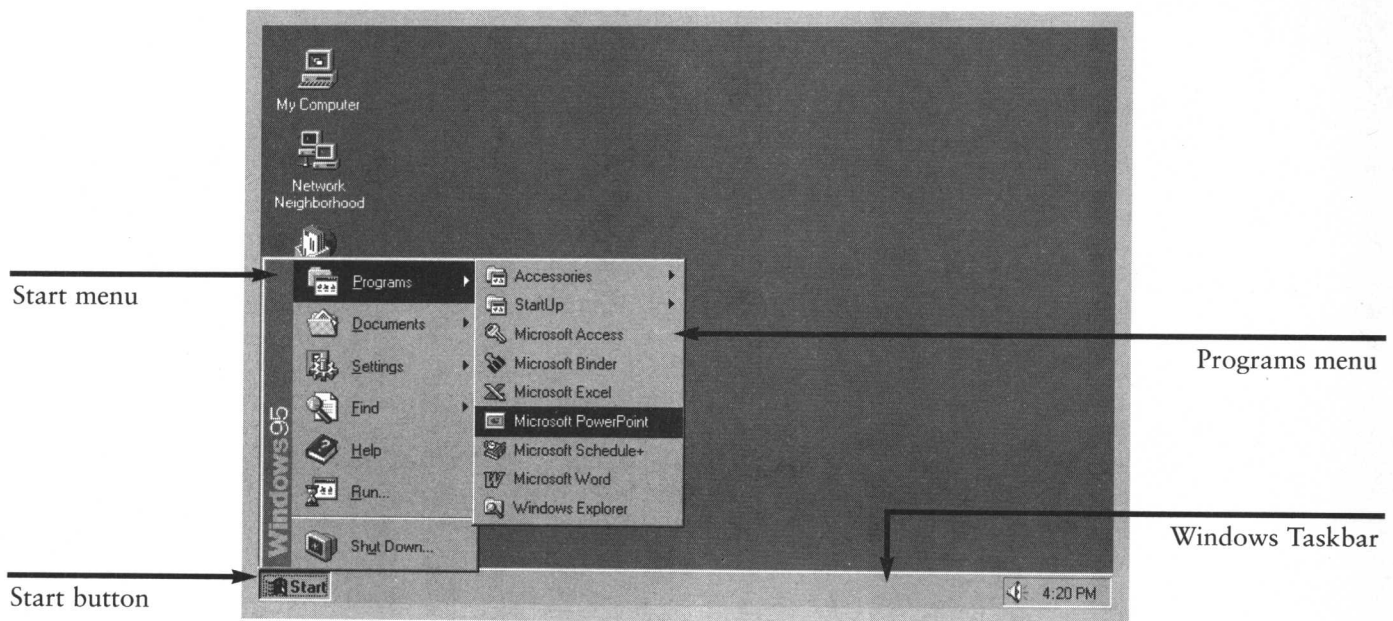 My Computer
Network
Neighborhood
Start menu
Windows95
Programs
Documents
Settings
Find
Help
Run...
Shut Down...
Accessories
StartUp
Microsoft Access
Microsoft Binder
Microsoft Excel
Microsoft PowerPoint
Microsoft Schedule+
Microsoft Word
Windows Explorer
Programs menu
Windows Taskbar
Start button
Start
4:20 PM